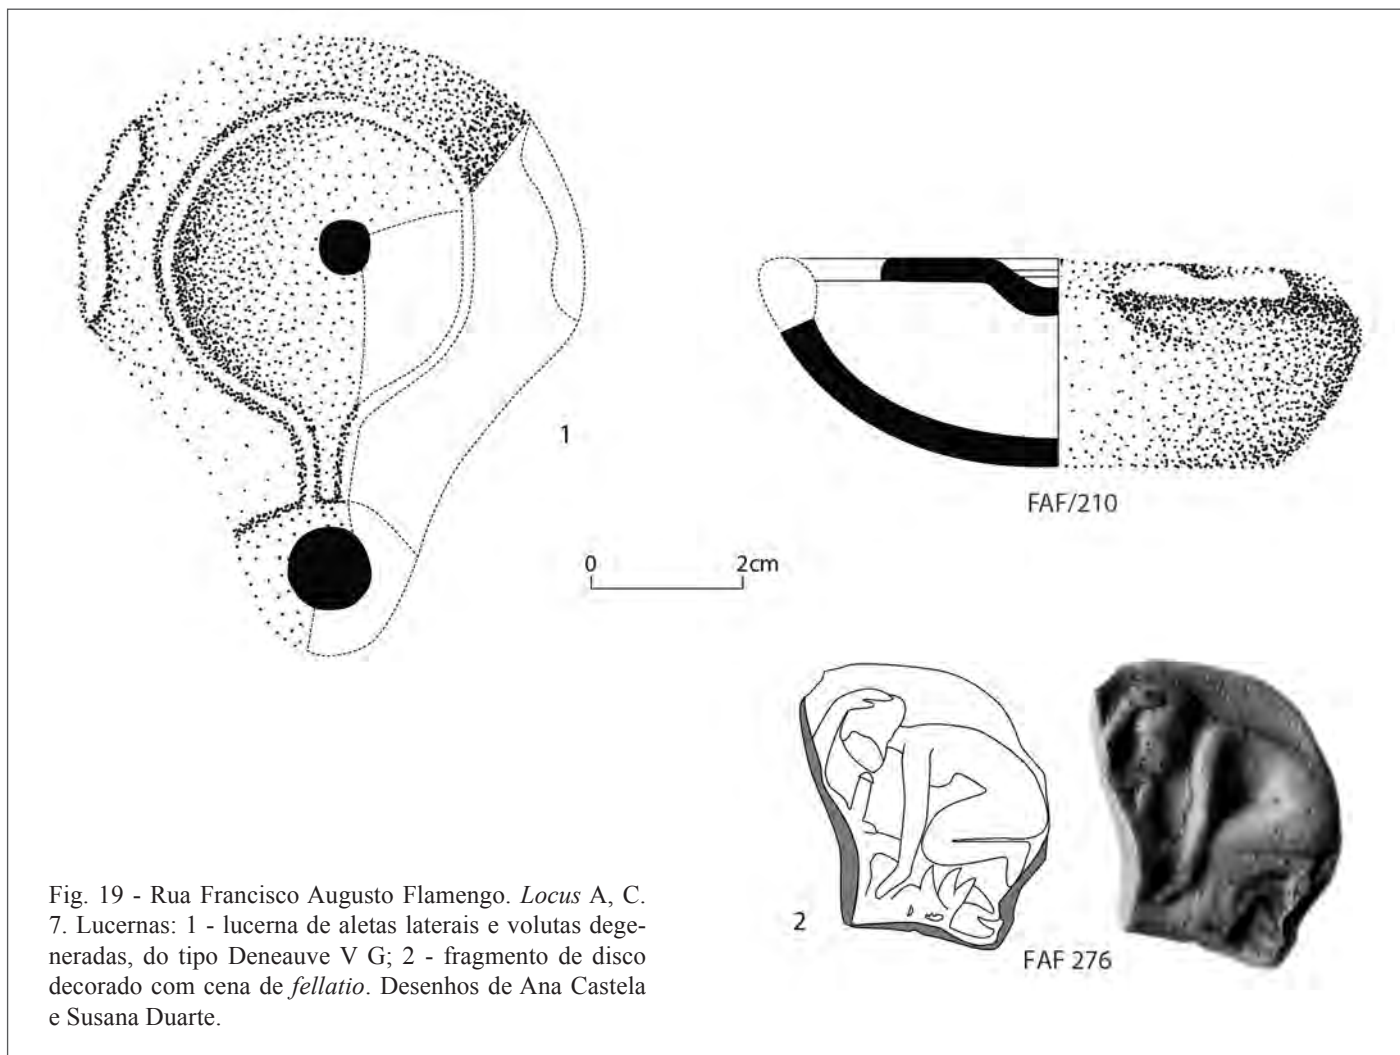 1
FAF/210
0 2cm
2
FAF 276
Fig. 19 - Rua Francisco Augusto Flamengo. Locus A, C.
7. Lucernas: 1 - lucerna de aletas laterais e volutas dege-
neradas, do tipo Deneauve V G; 2 - fragmento de disco
decorado com cena de fellatio. Desenhos de Ana Castela
e Susana Duarte.